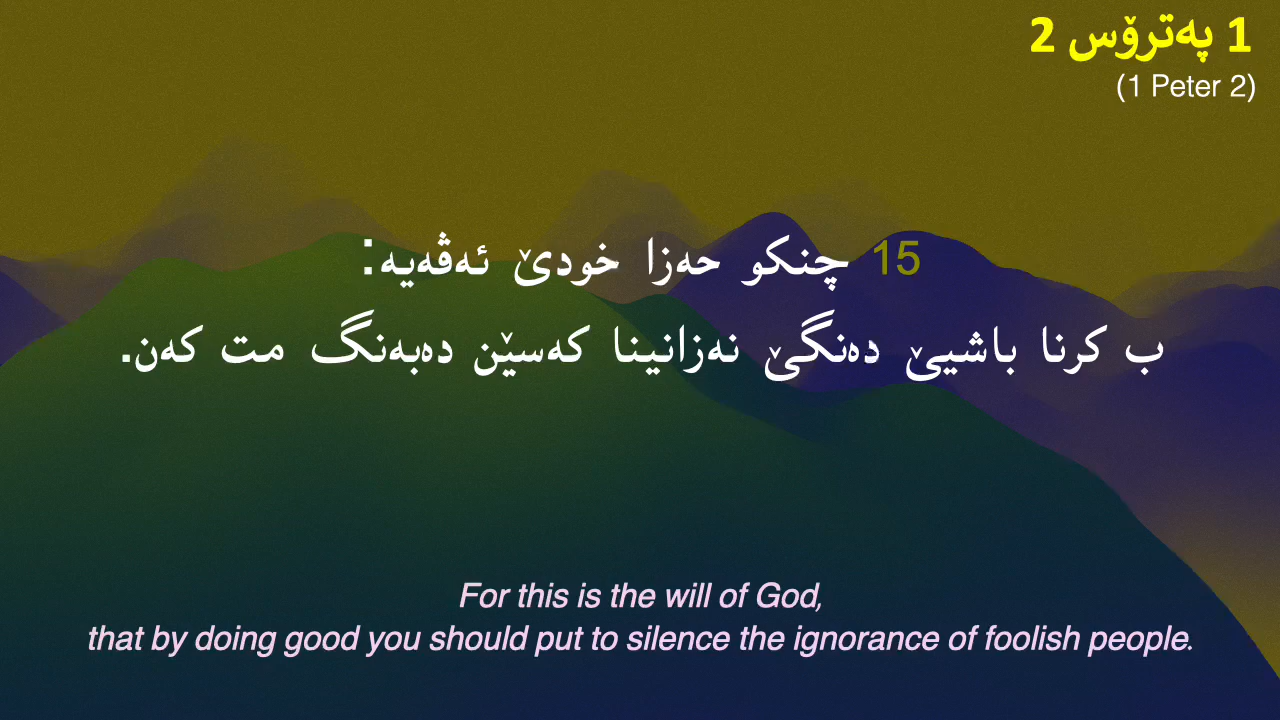 1 پەترۆس 2
(1 Peter 2)
15 چنکو حەزا خودێ ئەڤەیە:
ب کرنا باشیێ دەنگێ نەزانینا کەسێن دەبەنگ مت کەن.
For this is the will of God,
that by doing good you should put to silence the ignorance of foolish people.